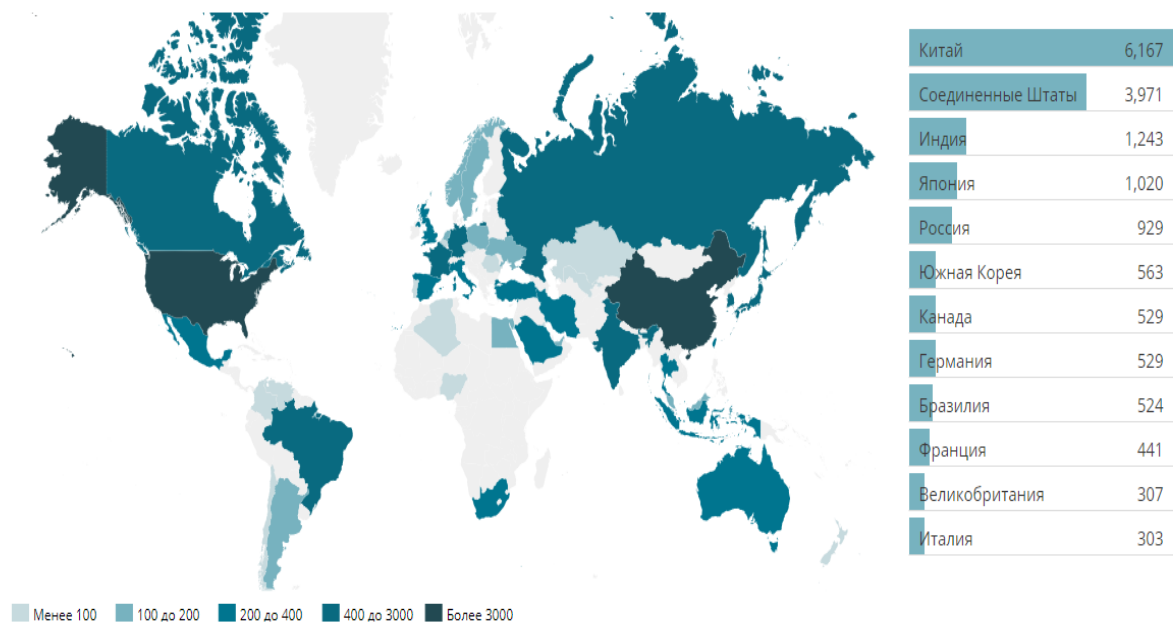 Китай 6,167
Соединенные Штаты 3,971
Индия 1,243
Япония 1,020
Россия 929
Южная Корея 563
Канада 529
Германия 529
Бразилия 524
Франция 441
Великобритания 307
Италия 303
Менее 100 100 до 200 200 до 400 400 до 3000 Более 3000